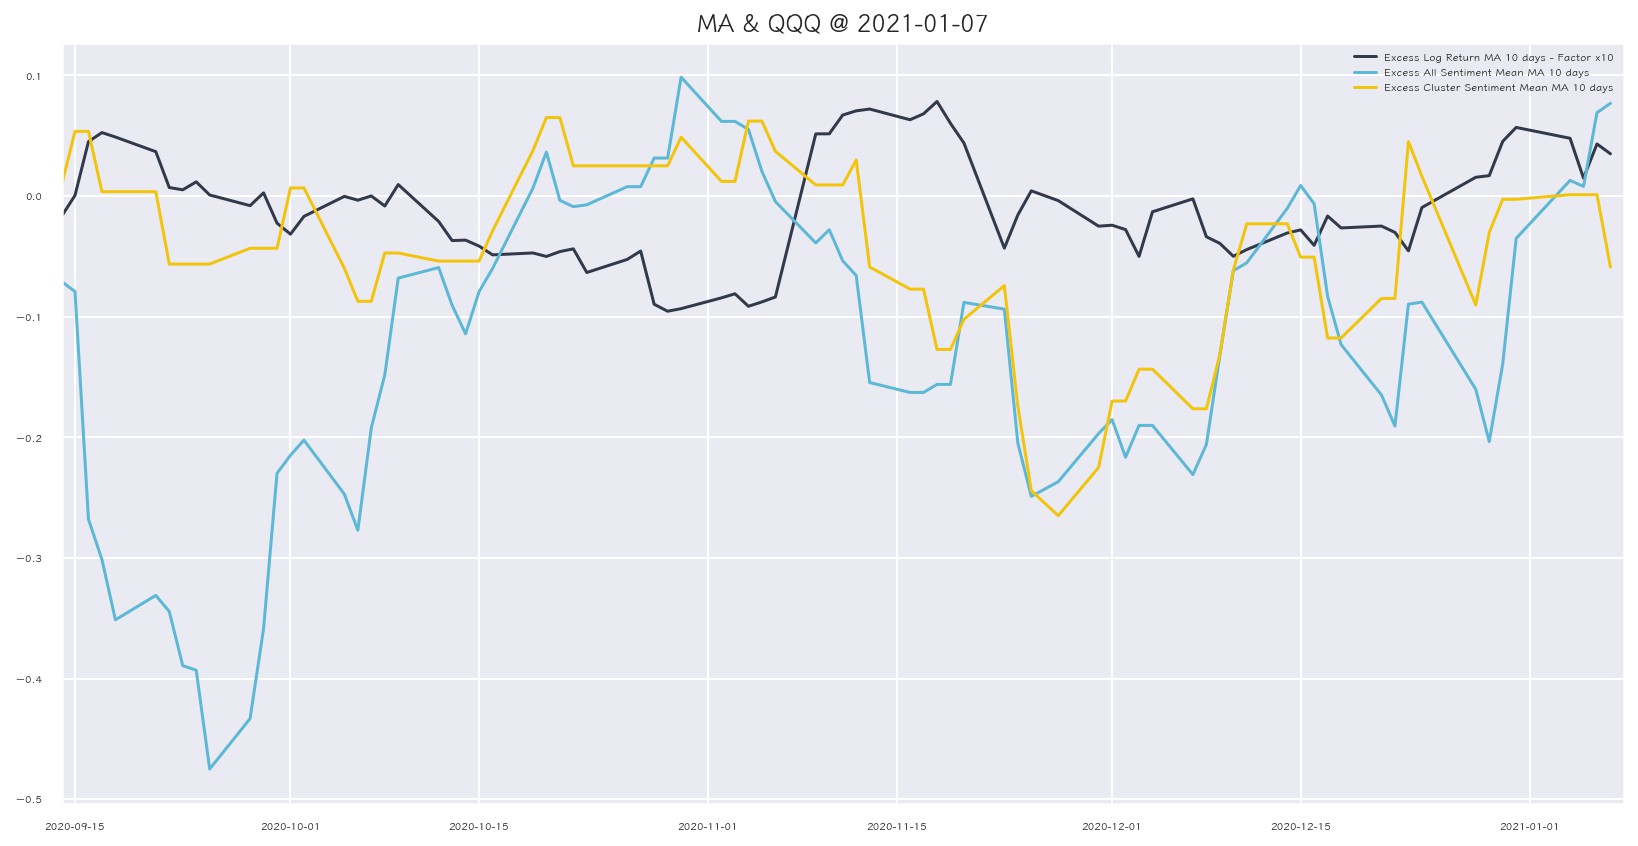 MA & QQQ @ 2021-01-07
Excess Log Return MA 10 days - Factor x10
Excess All Sentiment Mean MA 10 days
Excess Cluster Sentiment Mean MA 10 days
0.1
0.0
−0.1
−0.2
−0.3
−0.4
−0.5
2020-09-15 2020-10-01 2020-10-15 2020-11-01 2020-11-15 2020-12-01 2020-12-15 2021-01-01